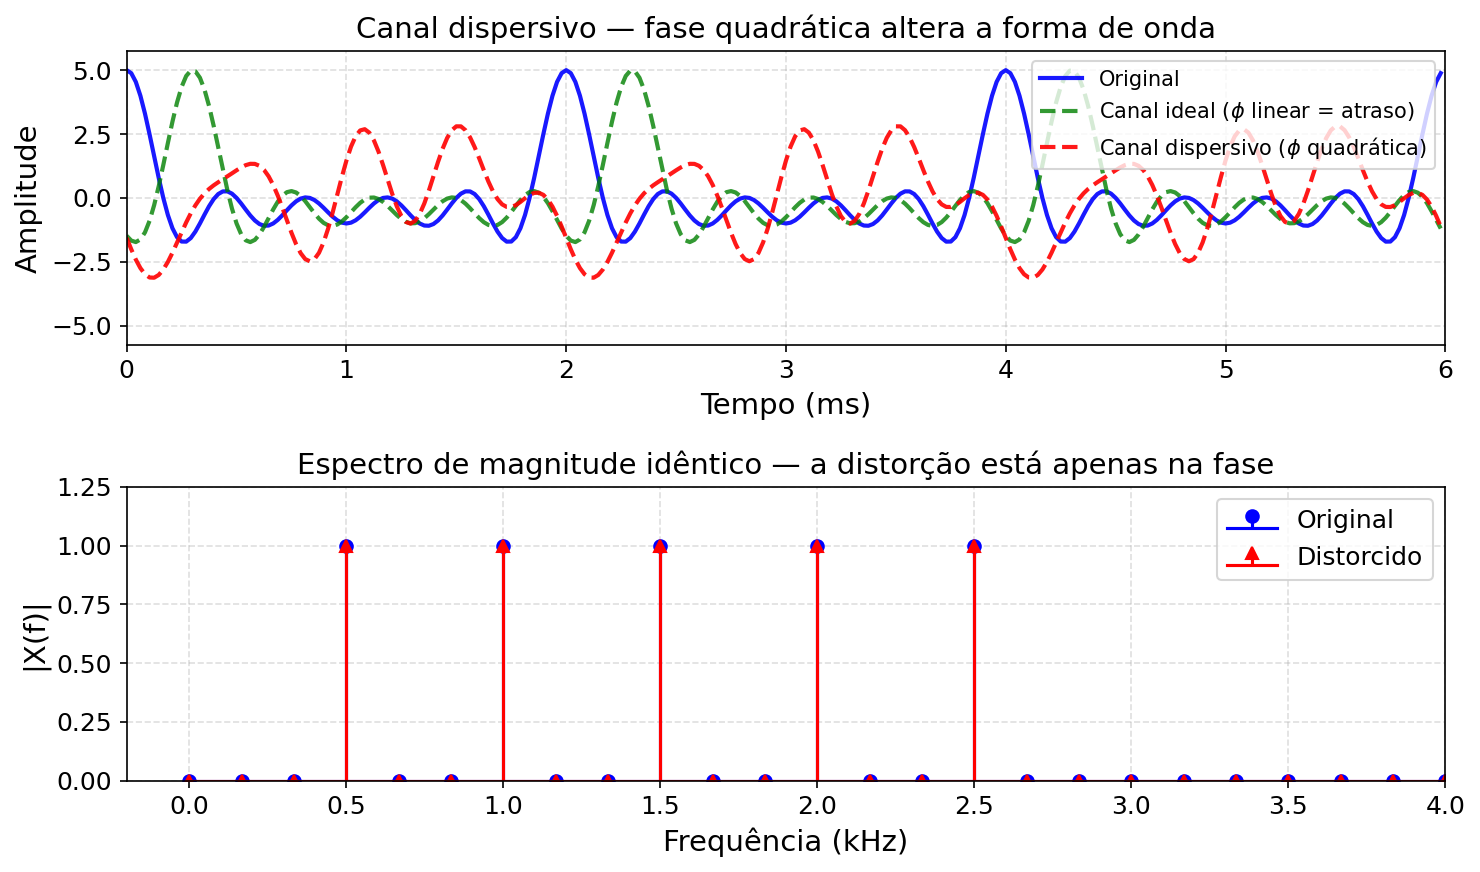 Canal dispersivo — fase quadrática altera a forma de onda
Amplitude
5.0
2.5
0.0
−2.5
−5.0
Original
Canal ideal (ϕ linear = atraso)
Canal dispersivo (ϕ quadrática)
0 1 2 3 4 5 6
Tempo (ms)
Espectro de magnitude idêntico — a distorção está apenas na fase
|X(f)|
1.25
1.00
0.75
0.50
0.25
0.00
Original
Distorcido
0.0 0.5 1.0 1.5 2.0 2.5 3.0 3.5 4.0
Frequência (kHz)